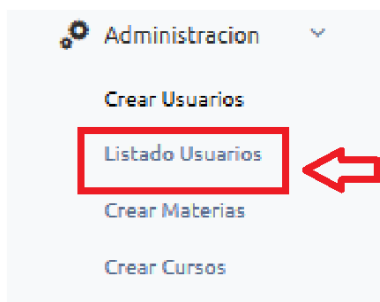 Administracion
Crear Usuarios
Listado Usuarios
Crear Materias
Crear Cursos